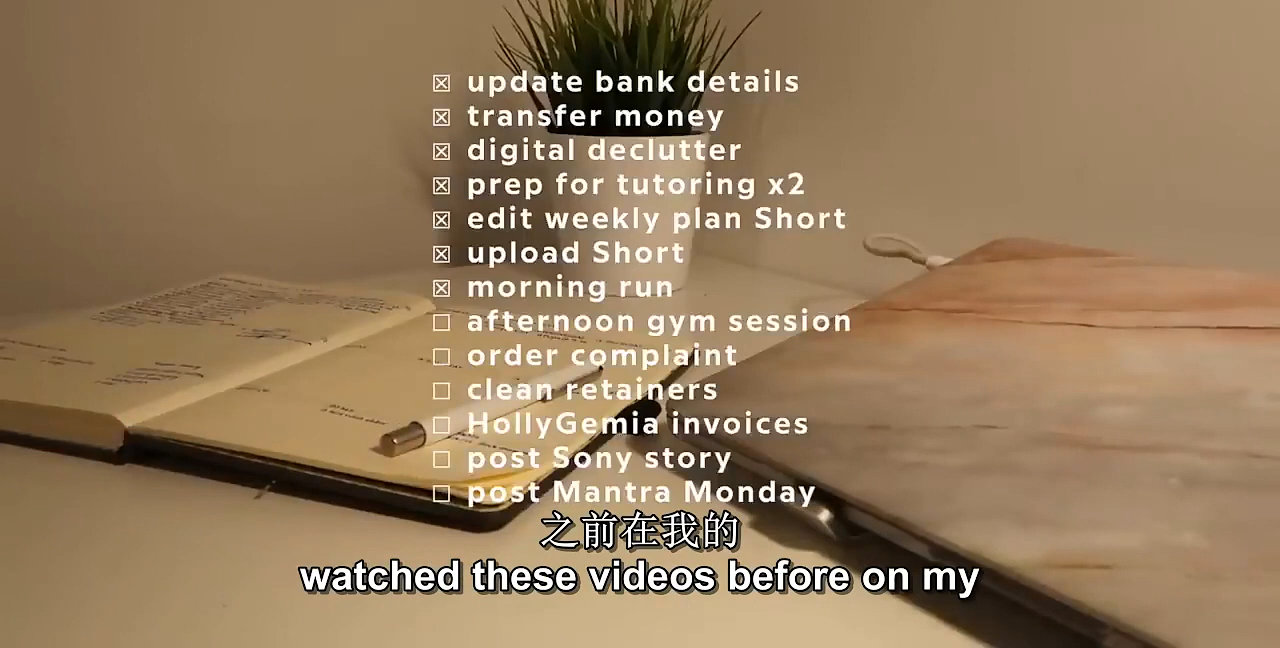 ☒ update bank details
☒ transfer money
☒ digital declutter
☒ prep for tutoring x2
☒ edit weekly plan Short
☒ upload Short
☒ morning run
☐ afternoon gym session
☐ order complaint
☐ clean retainers
☐ HollyGemia invoices
☐ post Sony story
☐ post Mantra Monday
之前在我的
watched these videos before on my